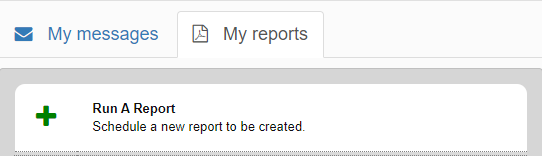 My messages
My reports
Run A Report
Schedule a new report to be created.